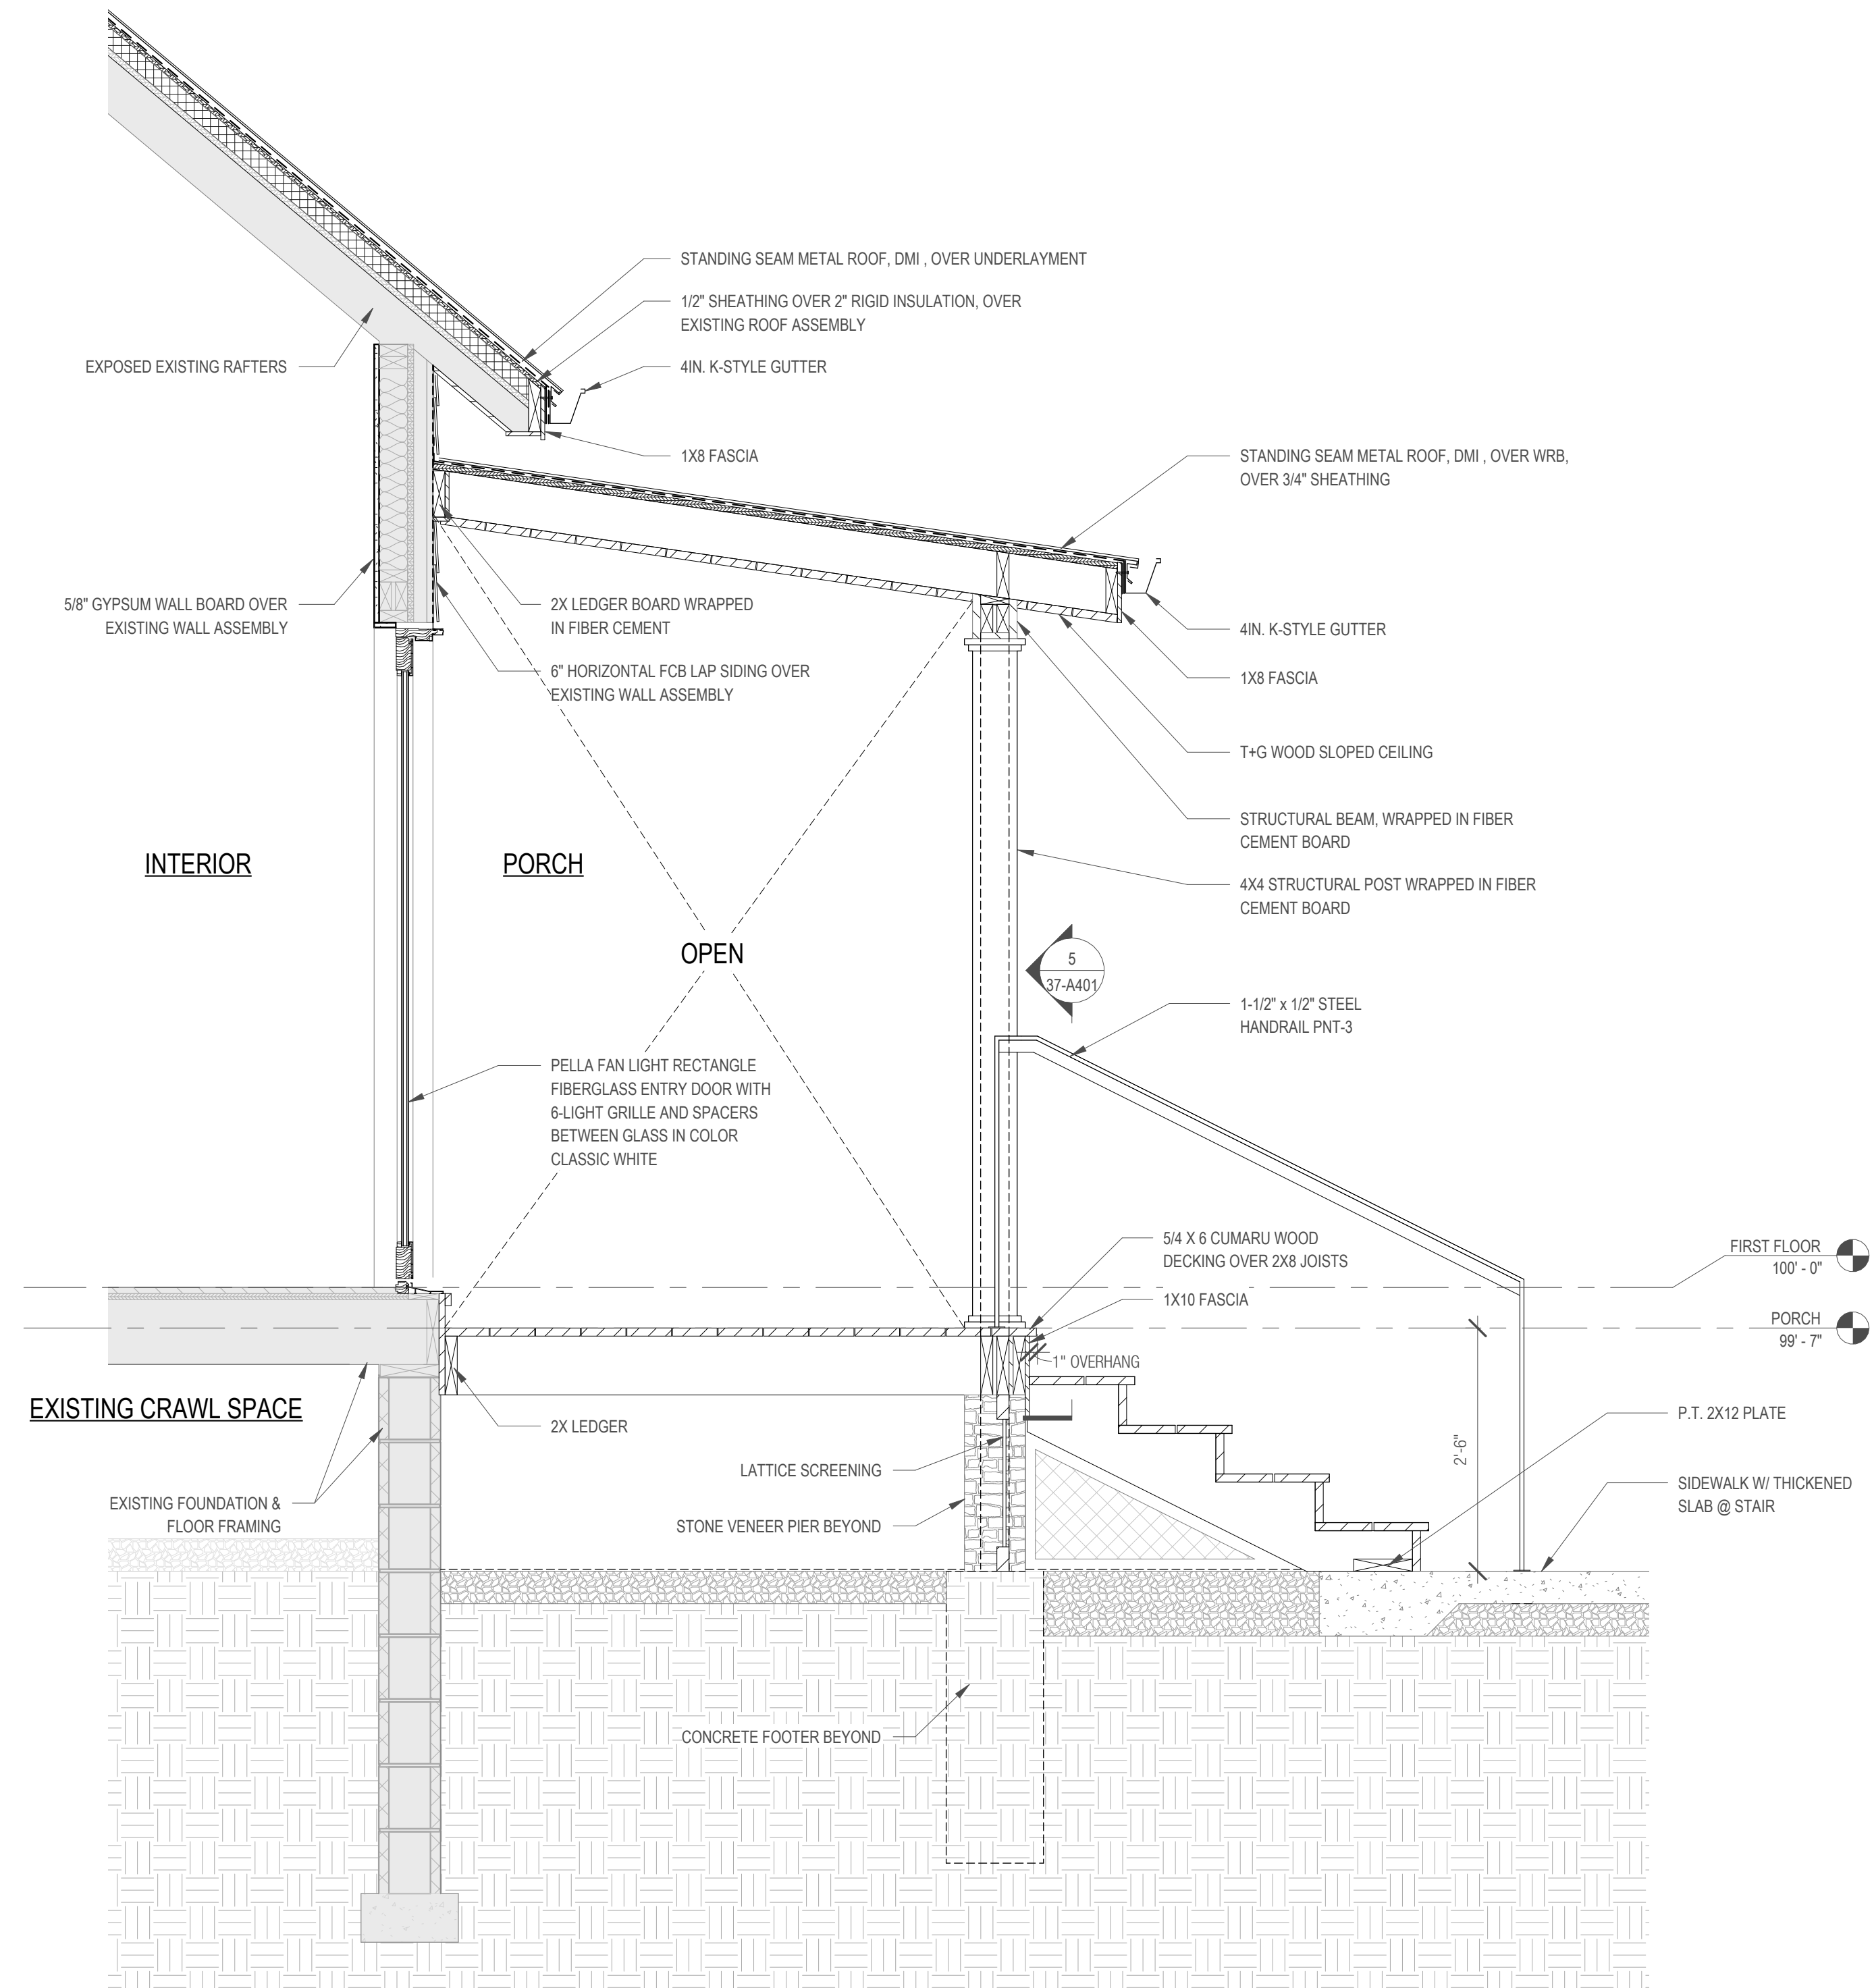 STANDING SEAM METAL ROOF, DMI , OVER UNDERLAYMENT
1/2" SHEATHING OVER 2" RIGID INSULATION, OVER
EXISTING ROOF ASSEMBLY
EXPOSED EXISTING RAFTERS
4IN. K-STYLE GUTTER
1X8 FASCIA
STANDING SEAM METAL ROOF, DMI , OVER WRB,
OVER 3/4" SHEATHING
5/8" GYPSUM WALL BOARD OVER
EXISTING WALL ASSEMBLY
2X LEDGER BOARD WRAPPED
IN FIBER CEMENT
4IN. K-STYLE GUTTER
6" HORIZONTAL FCB LAP SIDING OVER
EXISTING WALL ASSEMBLY
1X8 FASCIA
T+G WOOD SLOPED CEILING
STRUCTURAL BEAM, WRAPPED IN FIBER
CEMENT BOARD
INTERIOR
PORCH
4X4 STRUCTURAL POST WRAPPED IN FIBER
CEMENT BOARD
OPEN
5
37-A401
1-1/2" x 1/2" STEEL
HANDRAIL PNT-3
PELLA FAN LIGHT RECTANGLE
FIBERGLASS ENTRY DOOR WITH
6-LIGHT GRILLE AND SPACERS
BETWEEN GLASS IN COLOR
CLASSIC WHITE
5/4 X 6 CUMARU WOOD
DECKING OVER 2X8 JOISTS
FIRST FLOOR
100' - 0"
1X10 FASCIA
PORCH
99' - 7"
1" OVERHANG
EXISTING CRAWL SPACE
2X LEDGER
P.T. 2X12 PLATE
2'-6"
LATTICE SCREENING
SIDEWALK W/ THICKENED
SLAB @ STAIR
EXISTING FOUNDATION &
FLOOR FRAMING
STONE VENEER PIER BEYOND
CONCRETE FOOTER BEYOND